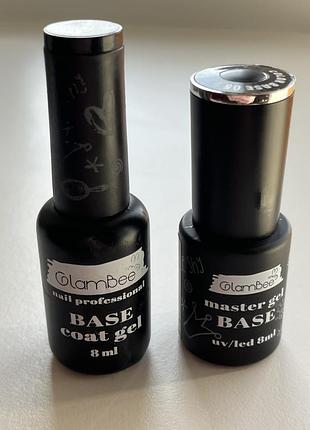 GlamBee
nail professional
BASE
coat gel
8 ml
GlamBee
master gel
BASE
uv/led 8ml